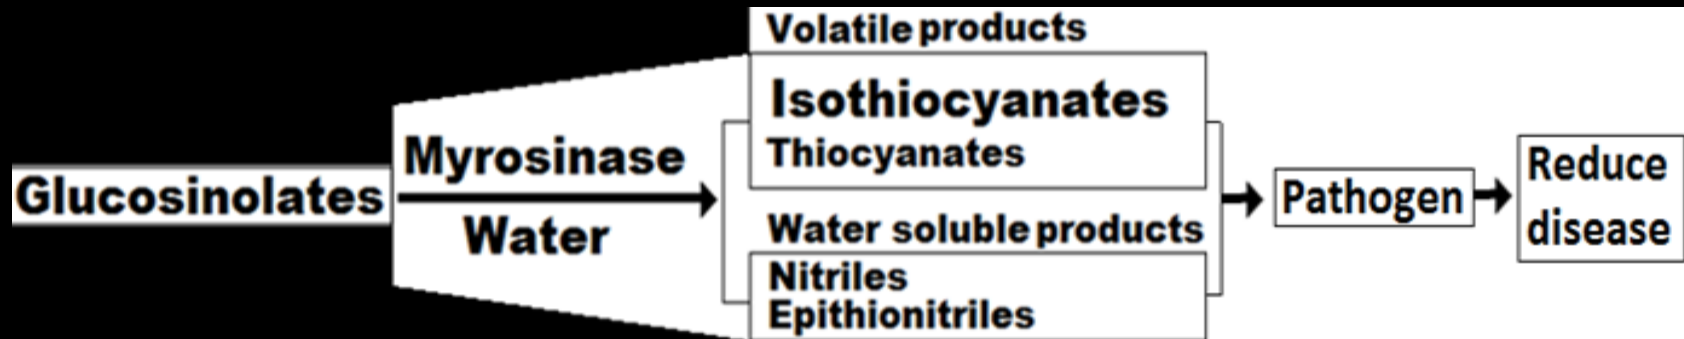 Glucosinolates
Myrosinase
Water
Volatile products
Isothiocyanates
Thiocyanates
Water soluble products
Nitriles
Epithionitriles
Pathogen
Reduce
disease